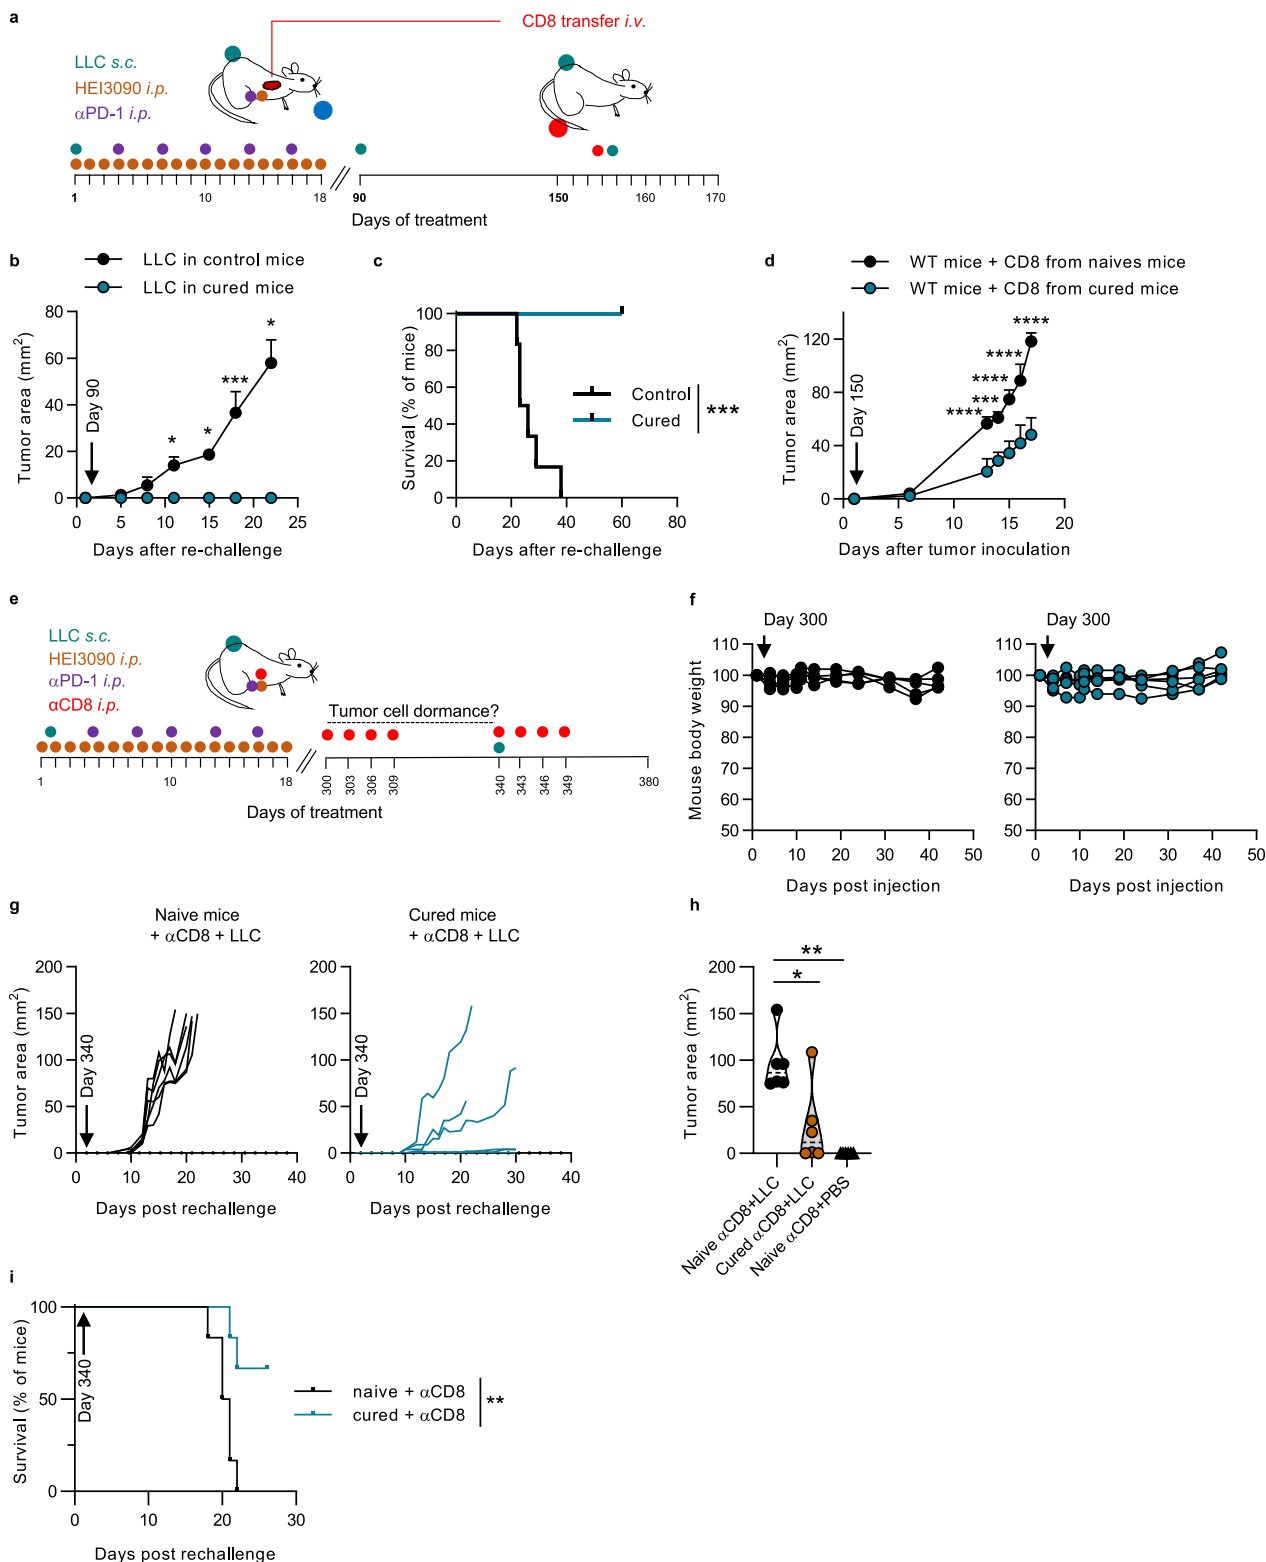 a
CD8 transfer i.v.
LLC s.c.
HEI3090 i.p.
αPD-1 i.p.
1 10 18 90 150 160 170
Days of treatment
b
LLC in control mice
LLC in cured mice
Tumor area (mm²)
80
60
40
20
0
Day 90
* * *** *
0 5 10 15 20 25
Days after re-challenge
c
Survival (% of mice)
100
80
60
40
20
0
Control
Cured
***
0 20 40 60 80
Days after re-challenge
d
WT mice + CD8 from naives mice
WT mice + CD8 from cured mice
Tumor area (mm²)
120
80
40
0
Day 150
**** *** **** **** ****
0 5 10 15 20
Days after tumor inoculation
e
LLC s.c.
HEI3090 i.p.
αPD-1 i.p.
αCD8 i.p.
Tumor cell dormance?
1 10 18 300 303 306 309 340 343 346 349 380
Days of treatment
f
Day 300
Mouse body weight
110
100
90
80
70
60
50
0 10 20 30 40 50
Days post injection
Day 300
110
100
90
80
70
60
50
0 10 20 30 40 50
Days post injection
g
Naive mice
+ αCD8 + LLC
Tumor area (mm²)
200
150
100
50
0
Day 340
0 10 20 30 40
Days post rechallenge
Cured mice
+ αCD8 + LLC
200
150
100
50
0
Day 340
0 10 20 30 40
Days post rechallenge
h
**
*
Tumor area (mm²)
200
150
100
50
0
Naive αCD8+LLC
Cured αCD8+LLC
Naive αCD8+PBS
i
Survival (% of mice)
100
50
0
Day 340
naive + αCD8
cured + αCD8
**
0 10 20 30
Days post rechallenge